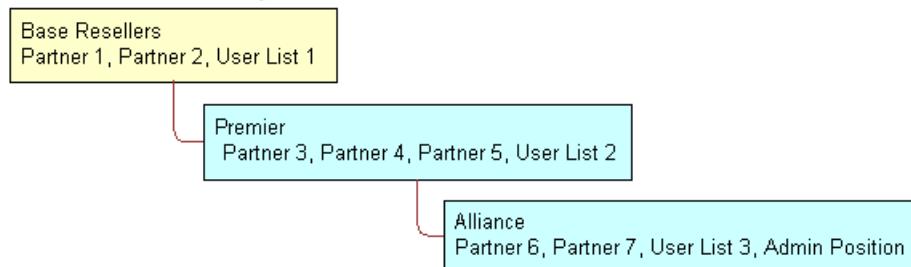 Base Resellers
Partner 1, Partner 2, User List 1
Premier
Partner 3, Partner 4, Partner 5, User List 2
Alliance
Partner 6, Partner 7, User List 3, Admin Position